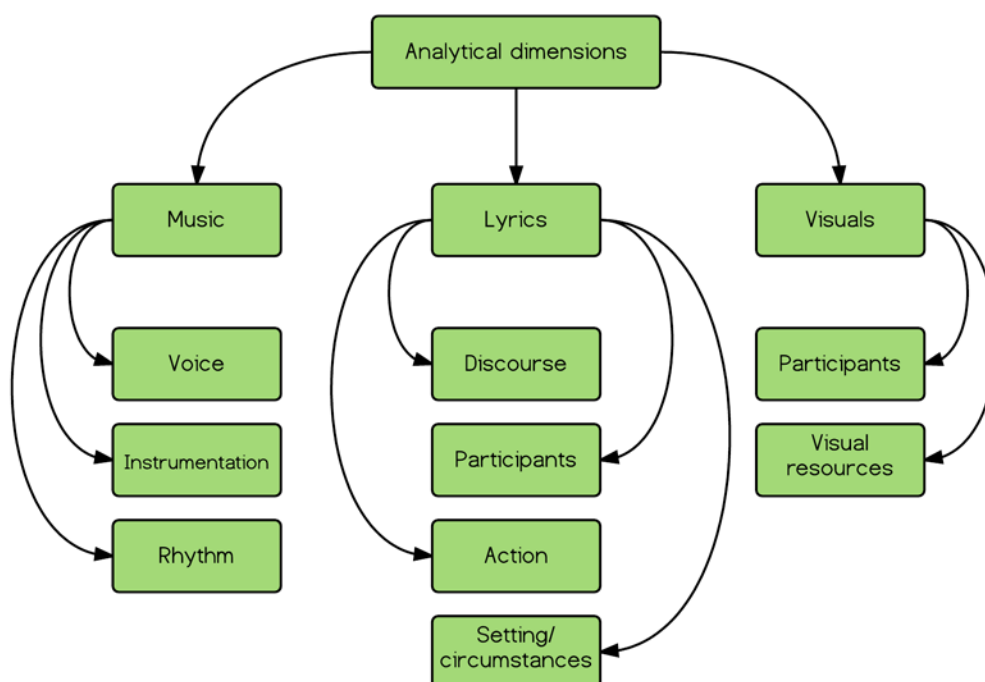 Analytical dimensions
Music
Lyrics
Visuals
Voice
Discourse
Participants
Instrumentation
Participants
Visual
resources
Rhythm
Action
Setting/
circumstances